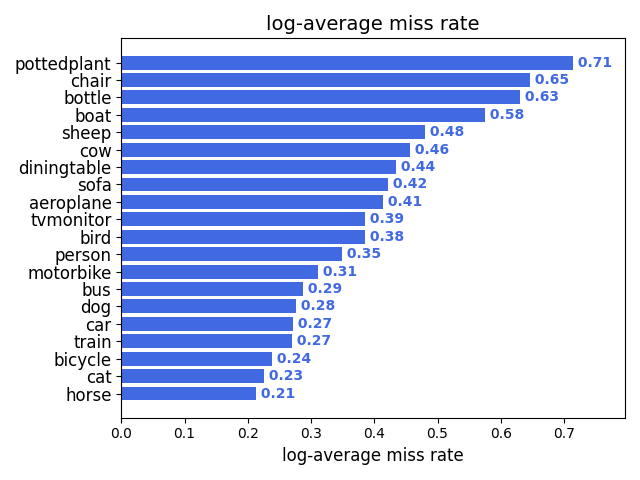 log-average miss rate
pottedplant 0.71
chair 0.65
bottle 0.63
boat 0.58
sheep 0.48
cow 0.46
diningtable 0.44
sofa 0.42
aeroplane 0.41
tvmonitor 0.39
bird 0.38
person 0.35
motorbike 0.31
bus 0.29
dog 0.28
car 0.27
train 0.27
bicycle 0.24
cat 0.23
horse 0.21
0.0 0.1 0.2 0.3 0.4 0.5 0.6 0.7
log-average miss rate